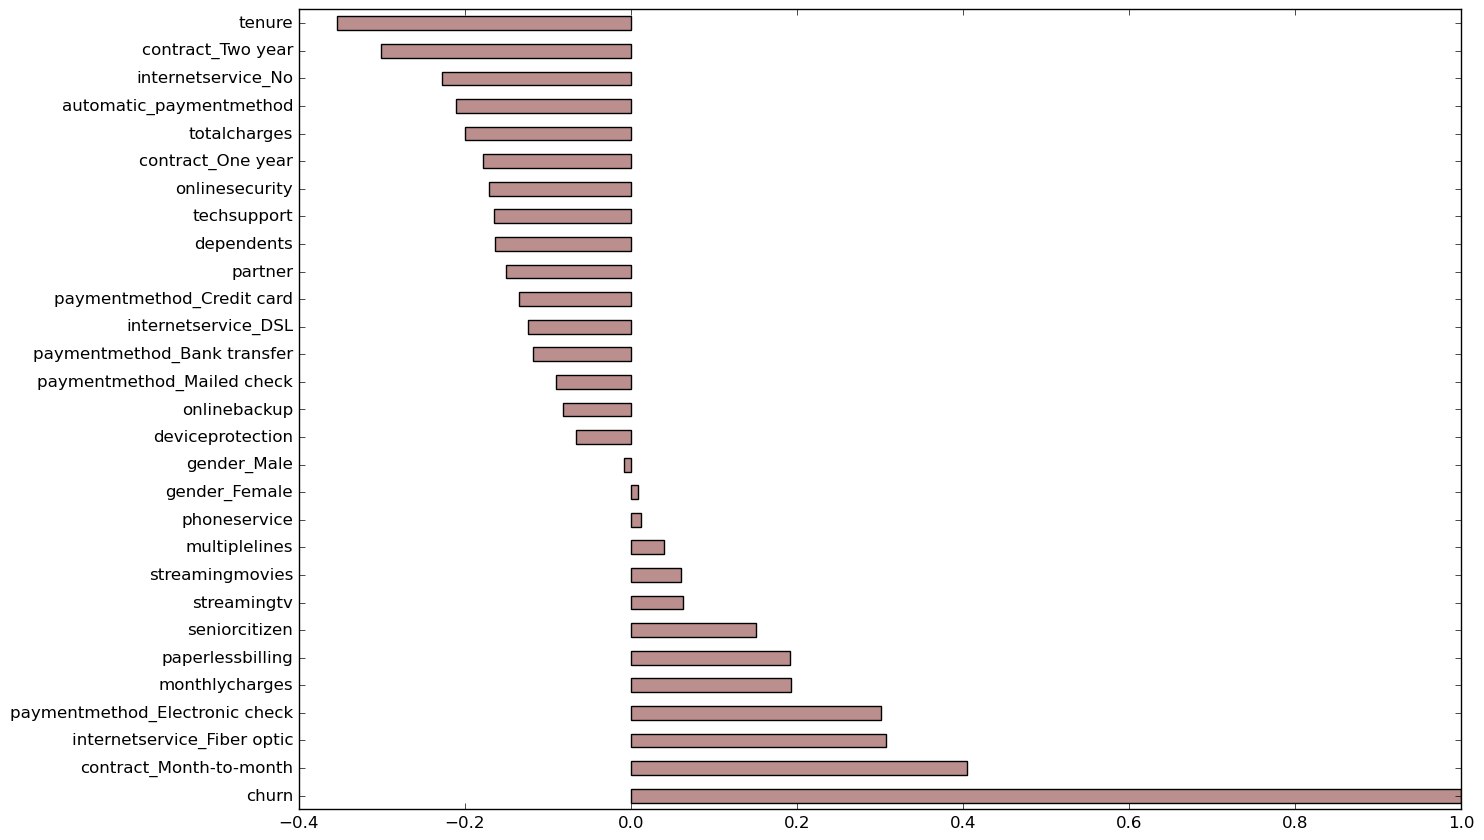 tenure
contract_Two year
internetservice_No
automatic_paymentmethod
totalcharges
contract_One year
onlinesecurity
techsupport
dependents
partner
paymentmethod_Credit card
internetservice_DSL
paymentmethod_Bank transfer
paymentmethod_Mailed check
onlinebackup
deviceprotection
gender_Male
gender_Female
phoneservice
multiplelines
streamingmovies
streamingtv
seniorcitizen
paperlessbilling
monthlycharges
paymentmethod_Electronic check
internetservice_Fiber optic
contract_Month-to-month
churn
−0.4 −0.2 0.0 0.2 0.4 0.6 0.8 1.0